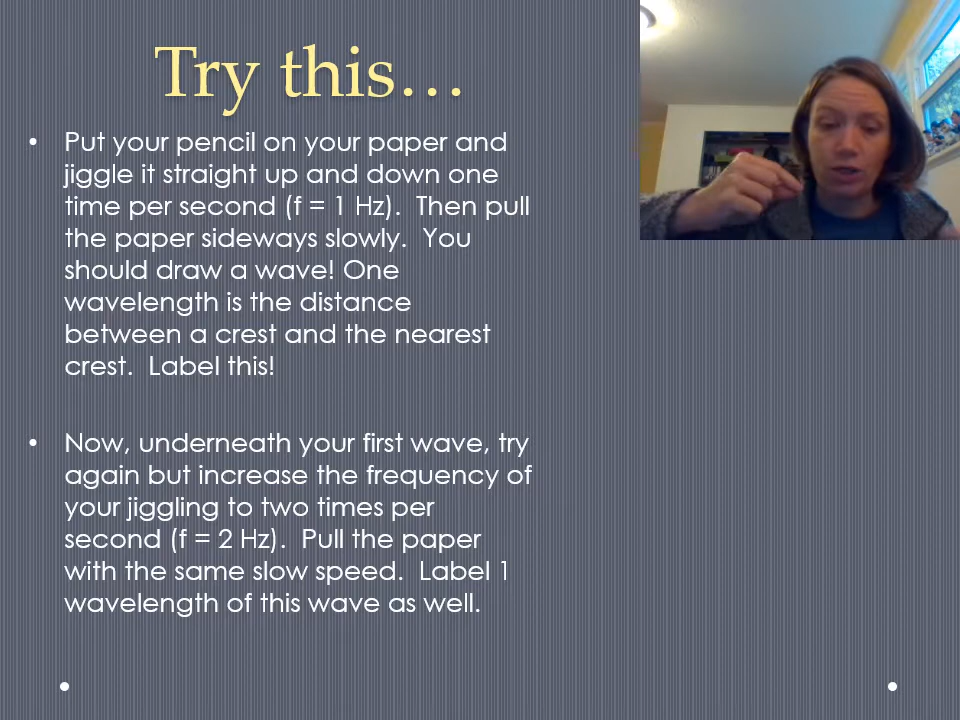 Try this…
• Put your pencil on your paper and
jiggle it straight up and down one
time per second (f = 1 Hz).  Then pull
the paper sideways slowly.  You
should draw a wave! One
wavelength is the distance
between a crest and the nearest
crest.  Label this!
• Now, underneath your first wave, try
again but increase the frequency of
your jiggling to two times per
second (f = 2 Hz).  Pull the paper
with the same slow speed.  Label 1
wavelength of this wave as well.